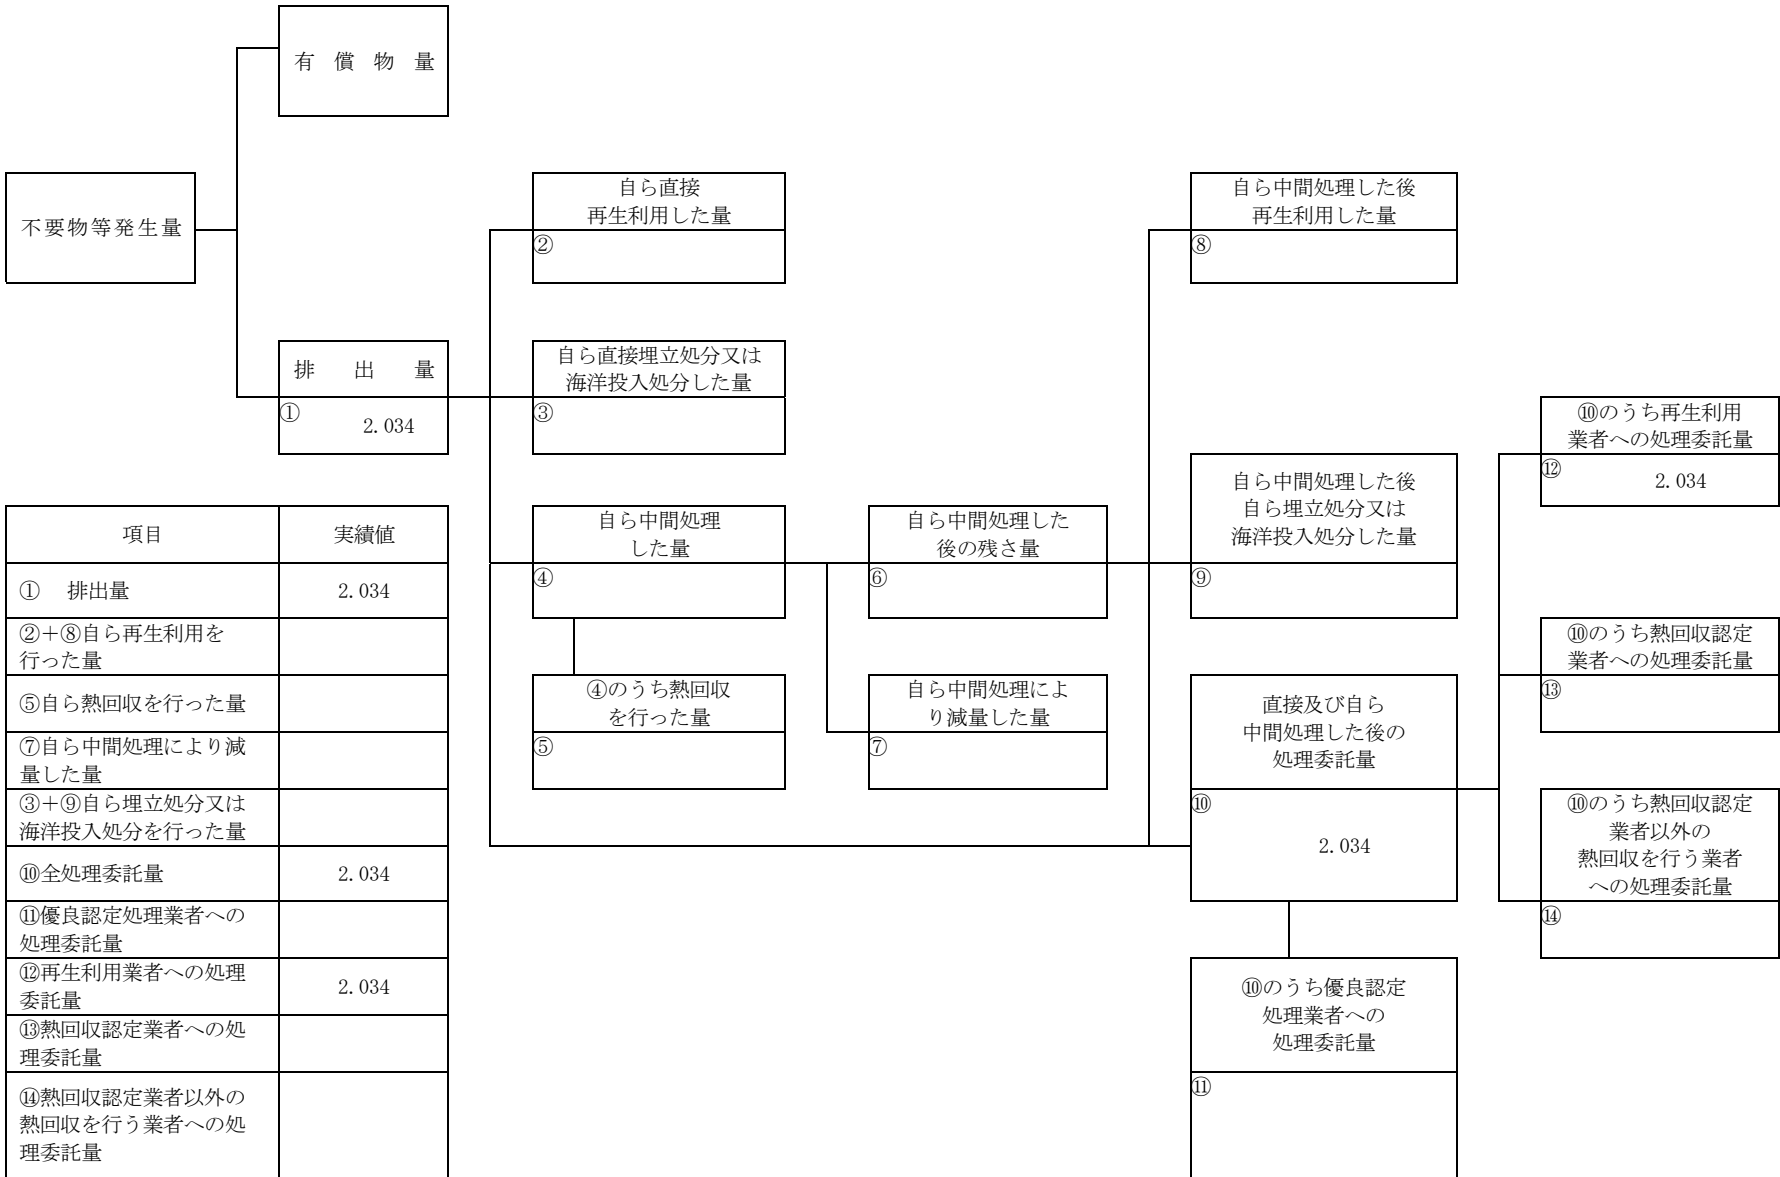 有償物量
不要物等発生量
自ら直接
再生利用した量
②
自ら中間処理した後
再生利用した量
⑧
排出量
① 2.034
自ら直接埋立処分又は
海洋投入処分した量
③
⑩のうち再生利用
業者への処理委託量
⑫ 2.034
自ら中間処理した後
自ら埋立処分又は
海洋投入処分した量
⑨
自ら中間処理
した量
④
自ら中間処理した
後の残さ量
⑥
⑩のうち熱回収認定
業者への処理委託量
⑬
④のうち熱回収
を行った量
⑤
自ら中間処理によ
り減量した量
⑦
直接及び自ら
中間処理した後の
処理委託量
⑩
2.034
⑩のうち熱回収認定
業者以外の
熱回収を行う業者
への処理委託量
⑭
⑩のうち優良認定
処理業者への
処理委託量
⑪
項目 実績値
① 排出量 2.034
②+⑧自ら再生利用を
行った量
⑤自ら熱回収を行った量
⑦自ら中間処理により減
量した量
③+⑨自ら埋立処分又は
海洋投入処分を行った量
⑩全処理委託量 2.034
⑪優良認定処理業者への
処理委託量
⑫再生利用業者への処理
委託量 2.034
⑬熱回収認定業者への処
理委託量
⑭熱回収認定業者以外の
熱回収を行う業者への処
理委託量